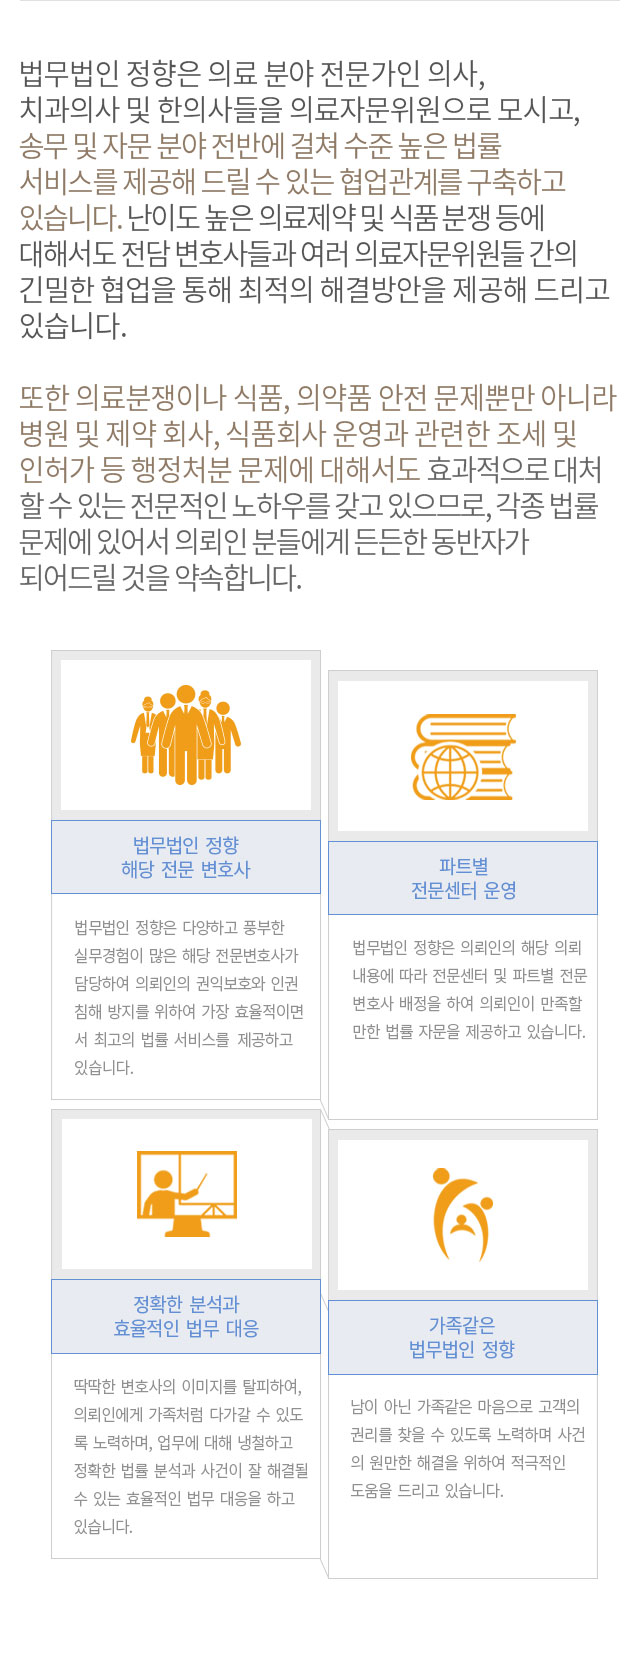 법무법인 정향은 의료 분야 전문가인 의사,
치과의사 및 한의사들을 의료자문위원으로 모시고,
송무 및 자문 분야 전반에 걸쳐 수준 높은 법률
서비스를 제공해 드릴 수 있는 협업관계를 구축하고
있습니다. 난이도 높은 의료제약 및 식품 분쟁 등에
대해서도 전담 변호사들과 여러 의료자문위원들 간의
긴밀한 협업을 통해 최적의 해결방안을 제공해 드리고
있습니다.
또한 의료분쟁이나 식품, 의약품 안전 문제뿐만 아니라
병원 및 제약 회사, 식품회사 운영과 관련한 조세 및
인허가 등 행정처분 문제에 대해서도 효과적으로 대처
할 수 있는 전문적인 노하우를 갖고 있으므로, 각종 법률
문제에 있어서 의뢰인 분들에게 든든한 동반자가
되어드릴 것을 약속합니다.
법무법인 정향
해당 전문 변호사
법무법인 정향은 다양하고 풍부한
실무경험이 많은 해당 전문변호사가
담당하여 의뢰인의 권익보호와 인권
침해 방지를 위하여 가장 효율적이면
서 최고의 법률 서비스를 제공하고
있습니다.
파트별
전문센터 운영
법무법인 정향은 의뢰인의 해당 의뢰
내용에 따라 전문센터 및 파트별 전문
변호사 배정을 하여 의뢰인이 만족할
만한 법률 자문을 제공하고 있습니다.
정확한 분석과
효율적인 법무 대응
딱딱한 변호사의 이미지를 탈피하여,
의뢰인에게 가족처럼 다가갈 수 있도
록 노력하며, 업무에 대해 냉철하고
정확한 법률 분석과 사건이 잘 해결될
수 있는 효율적인 법무 대응을 하고
있습니다.
가족같은
법무법인 정향
남이 아닌 가족같은 마음으로 고객의
권리를 찾을 수 있도록 노력하며 사건
의 원만한 해결을 위하여 적극적인
도움을 드리고 있습니다.